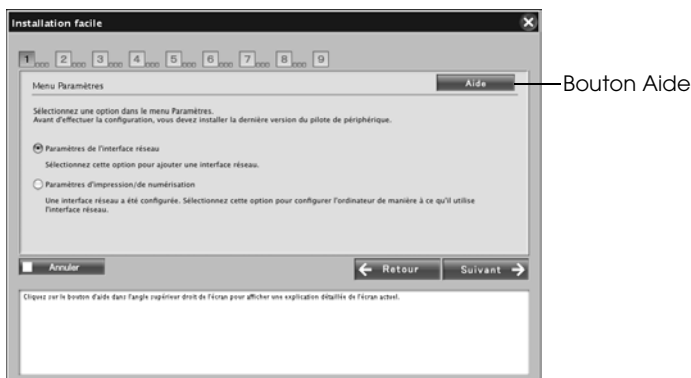 Installation facile
1 2 3 4 5 6 7 8 9
Menu Paramètres
Aide
Bouton Aide
Sélectionnez une option dans le menu Paramètres.
Avant d'effectuer la configuration, vous devez installer la dernière version du pilote de périphérique.
Paramètres de l'interface réseau
Sélectionnez cette option pour ajouter une interface réseau.
Paramètres d'impression/de numérisation
Une interface réseau a été configurée. Sélectionnez cette option pour configurer l'ordinateur de manière à ce qu'il utilise
l'interface réseau.
Annuler
Retour
Suivant
Cliquez sur le bouton d'aide dans l'angle supérieur droit de l'écran pour afficher une explication détaillée de l'écran actuel.